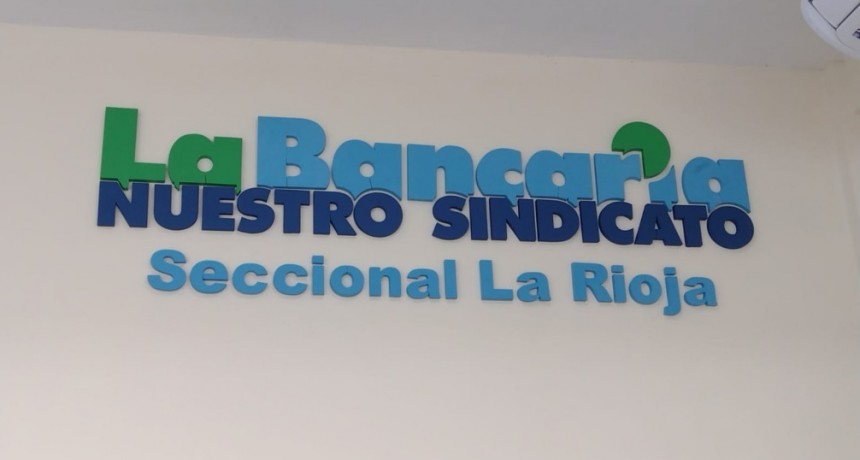 La Bancaria
NUESTRO SINDICATO
Seccional La Rioja